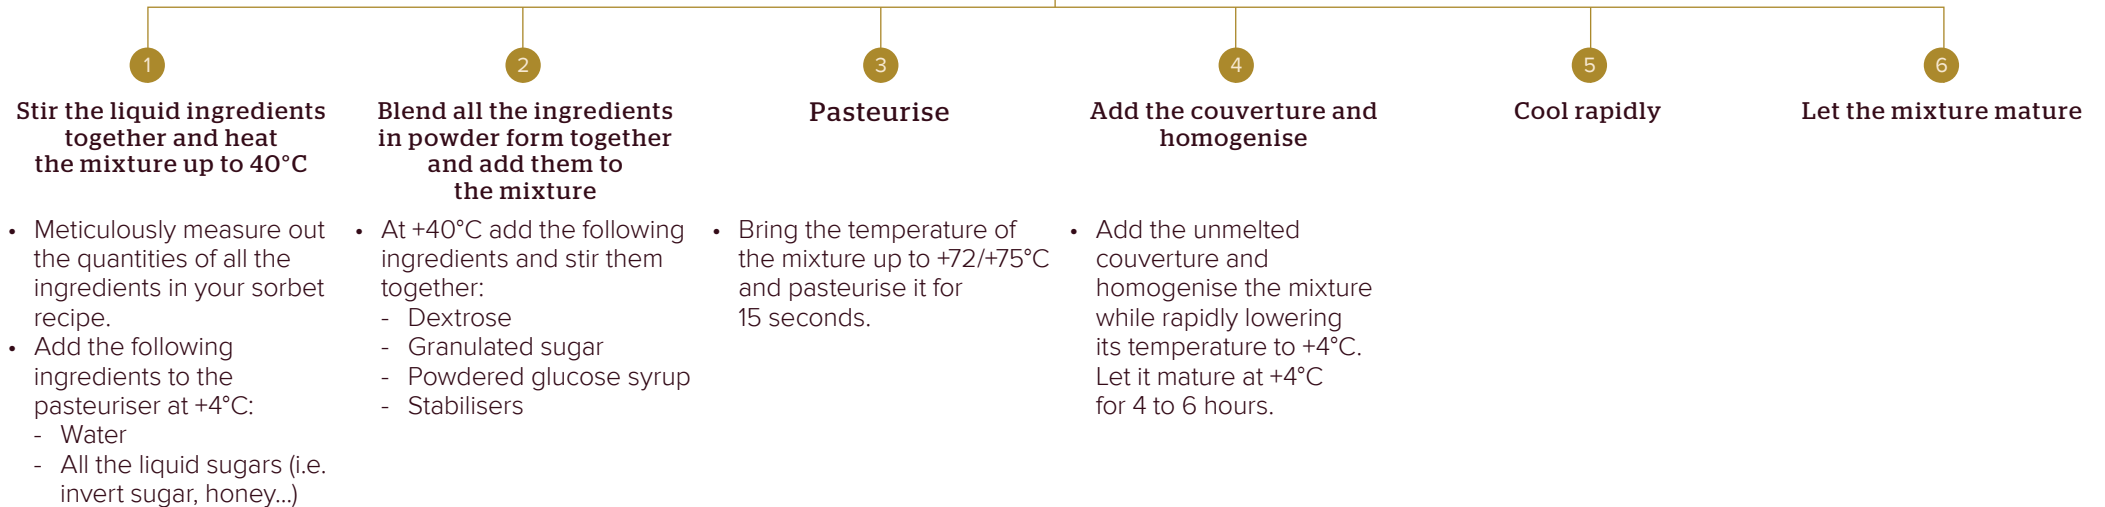 1
Stir the liquid ingredients
together and heat
the mixture up to 40°C
• Meticulously measure out
the quantities of all the
ingredients in your sorbet
recipe.
• Add the following
ingredients to the
pasteuriser at +4°C:
- Water
- All the liquid sugars (i.e.
invert sugar, honey...)
2
Blend all the ingredients
in powder form together
and add them to
the mixture
• At +40°C add the following
ingredients and stir them
together:
- Dextrose
- Granulated sugar
- Powdered glucose syrup
- Stabilisers
3
Pasteurise
• Bring the temperature of
the mixture up to +72/+75°C
and pasteurise it for
15 seconds.
4
Add the couverture and
homogenise
• Add the unmelted
couverture and
homogenise the mixture
while rapidly lowering
its temperature to +4°C.
Let it mature at +4°C
for 4 to 6 hours.
5
Cool rapidly
6
Let the mixture mature